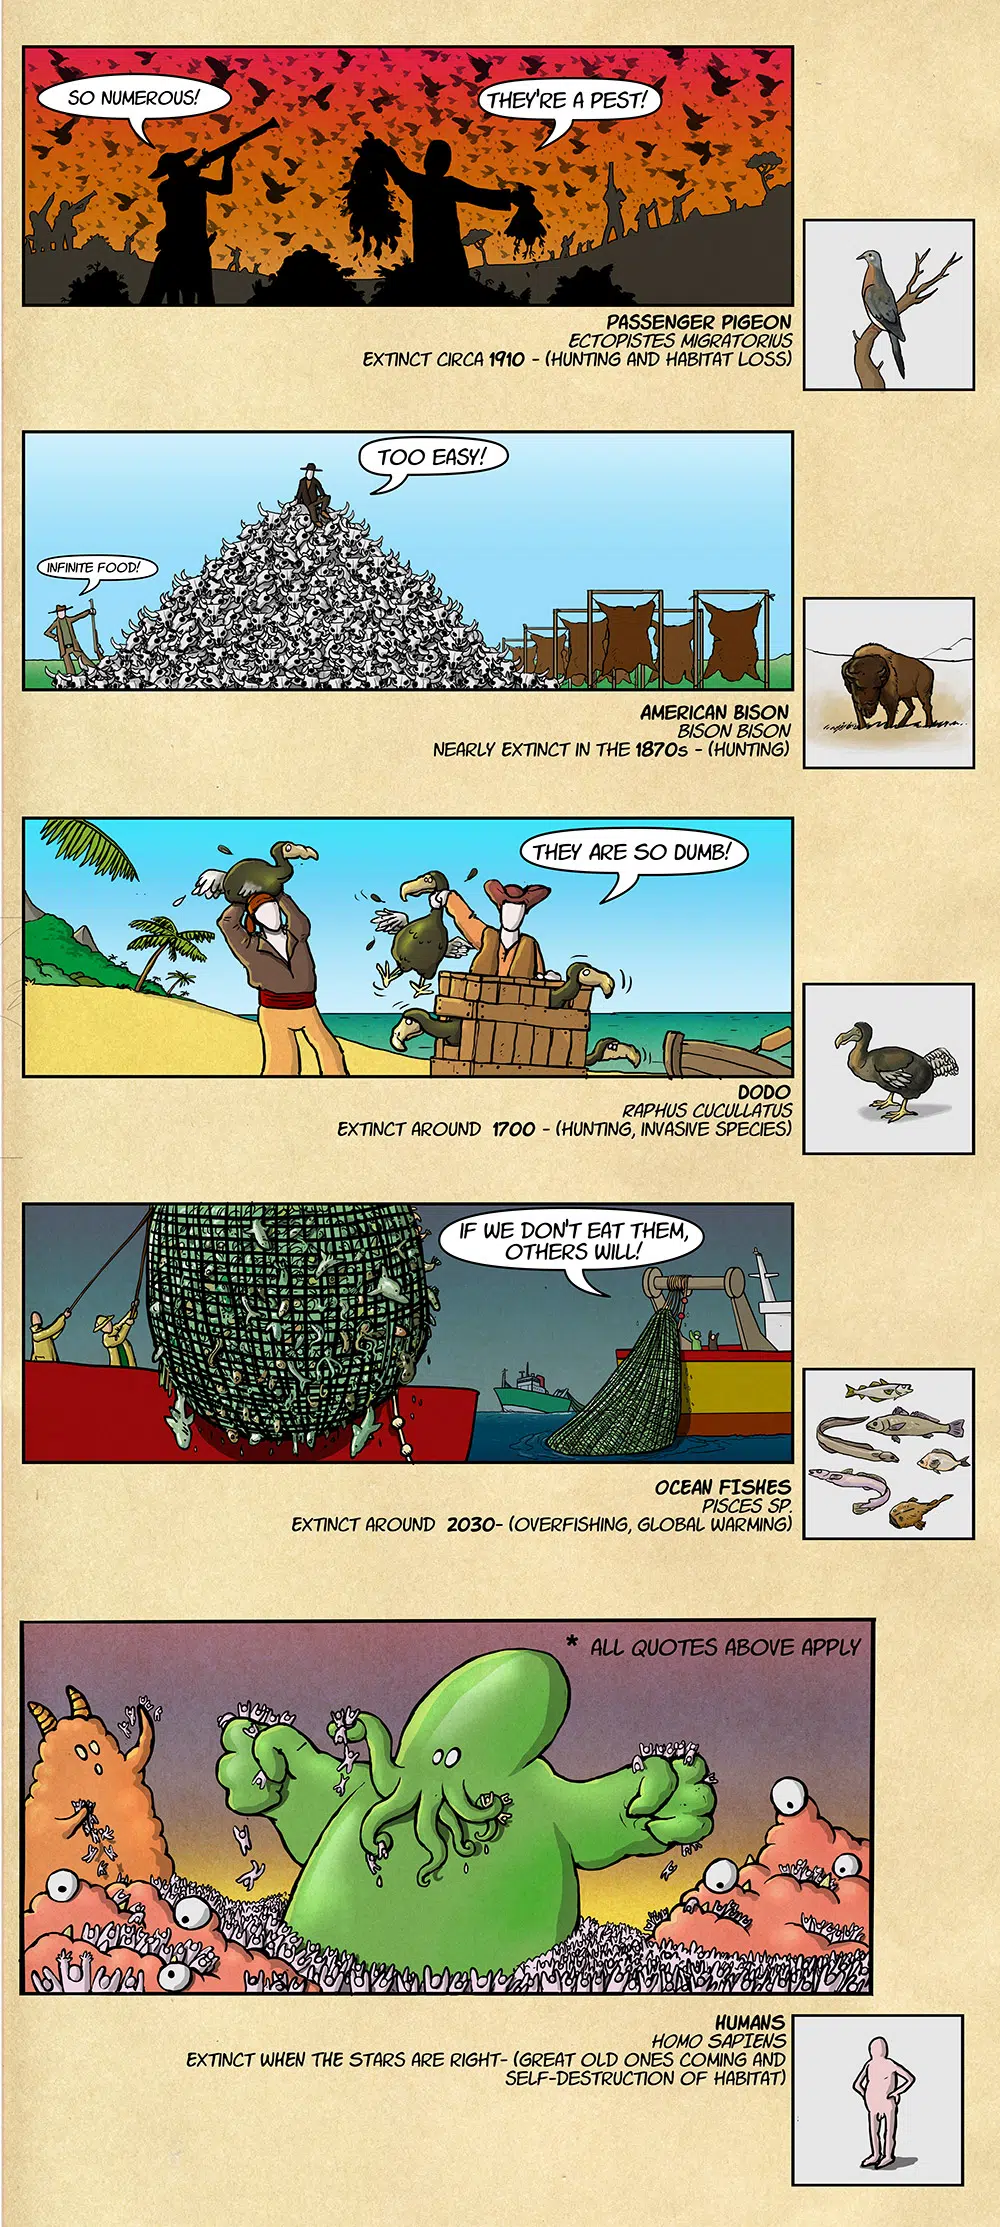 SO NUMEROUS!
THEY'RE A PEST!
PASSENGER PIGEON
ECTOPISTES MIGRATORIUS
EXTINCT CIRCA 1910 - (HUNTING AND HABITAT LOSS)
TOO EASY!
INFINITE FOOD!
AMERICAN BISON
BISON BISON
NEARLY EXTINCT IN THE 1870s - (HUNTING)
THEY ARE SO DUMB!
DODO
RAPHUS CUCULLATUS
EXTINCT AROUND 1700 - (HUNTING, INVASIVE SPECIES)
IF WE DON'T EAT THEM,
OTHERS WILL!
OCEAN FISHES
PISCES SP.
EXTINCT AROUND 2030- (OVERFISHING, GLOBAL WARMING)
* ALL QUOTES ABOVE APPLY
HUMANS
HOMO SAPIENS
EXTINCT WHEN THE STARS ARE RIGHT- (GREAT OLD ONES COMING AND
SELF-DESTRUCTION OF HABITAT)